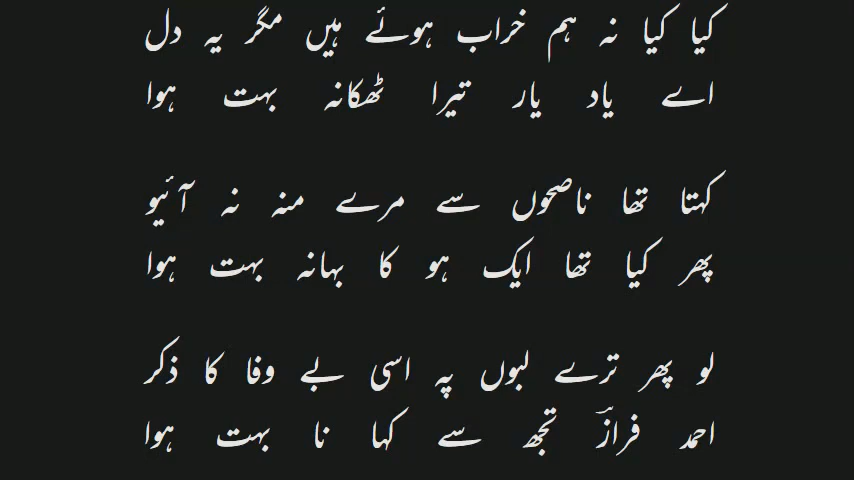 کیا کیا نہ ہم خراب ہوئے ہیں مگر یہ دل
اے یاد یار تیرا ٹھکانہ بہت ہوا
کہتا تھا ناصحوں سے مرے منہ نہ آئیو
پھر کیا تھا ایک ہو کا بہانہ بہت ہوا
لو پھر ترے لبوں پہ اسی بے وفا کا ذکر
احمد فرازؔ تجھ سے کہا نا بہت ہوا